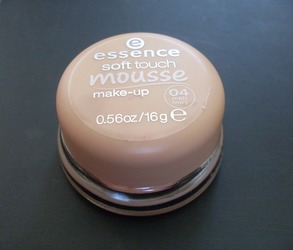 essence
soft touch
mousse
make-up
04
0.56oz/16g ℮